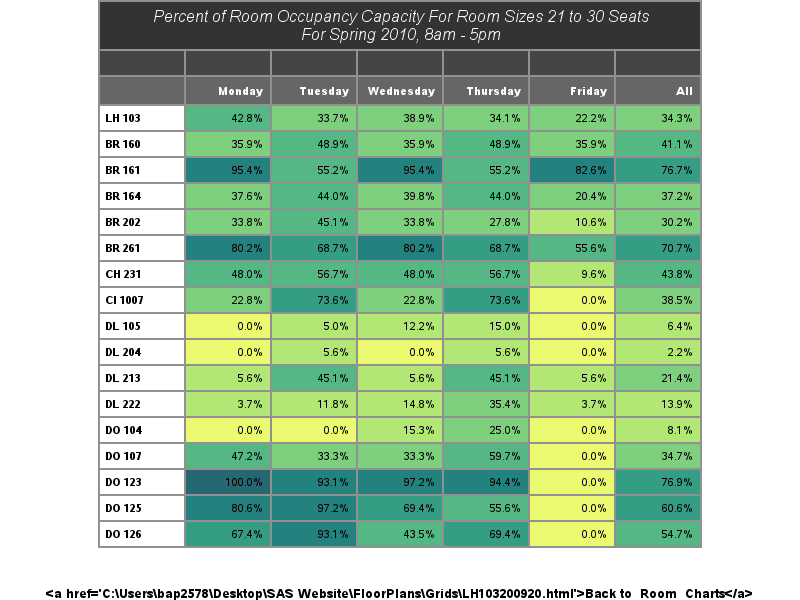 Percent of Room Occupancy Capacity For Room Sizes 21 to 30 Seats
For Spring 2010, 8am - 5pm
Monday Tuesday Wednesday Thursday Friday All
LH 103 42.8% 33.7% 38.9% 34.1% 22.2% 34.3%
BR 160 35.9% 48.9% 35.9% 48.9% 35.9% 41.1%
BR 161 95.4% 55.2% 95.4% 55.2% 82.6% 76.7%
BR 164 37.6% 44.0% 39.8% 44.0% 20.4% 37.2%
BR 202 33.8% 45.1% 33.8% 27.8% 10.6% 30.2%
BR 261 80.2% 68.7% 80.2% 68.7% 55.6% 70.7%
CH 231 48.0% 56.7% 48.0% 56.7% 9.6% 43.8%
CI 1007 22.8% 73.6% 22.8% 73.6% 0.0% 38.5%
DL 105 0.0% 5.0% 12.2% 15.0% 0.0% 6.4%
DL 204 0.0% 5.6% 0.0% 5.6% 0.0% 2.2%
DL 213 5.6% 45.1% 5.6% 45.1% 5.6% 21.4%
DL 222 3.7% 11.8% 14.8% 35.4% 3.7% 13.9%
DO 104 0.0% 0.0% 15.3% 25.0% 0.0% 8.1%
DO 107 47.2% 33.3% 33.3% 59.7% 0.0% 34.7%
DO 123 100.0% 93.1% 97.2% 94.4% 0.0% 76.9%
DO 125 80.6% 97.2% 69.4% 55.6% 0.0% 60.6%
DO 126 67.4% 93.1% 43.5% 69.4% 0.0% 54.7%
<a href='C:\Users\bap2578\Desktop\SAS Website\FloorPlans\Grids\LH103200920.html'>Back to Room Charts</a>